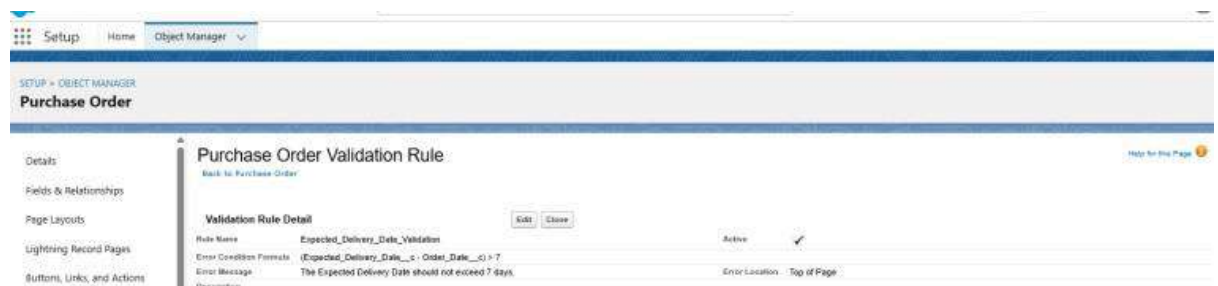 Setup Home Object Manager
SETUP > OBJECT MANAGER
Purchase Order
Details
Fields & Relationships
Page Layouts
Lightning Record Pages
Buttons, Links, and Actions
Purchase Order Validation Rule
Back to Purchase Order
Help for this Page
Validation Rule Detail Edit Clone
Rule Name Expected_Delivery_Date_Validation Active ✓
Error Condition Formula (Expected_Delivery_Date__c - Order_Date__c) > 7
Error Message The Expected Delivery Date should not exceed 7 days. Error Location Top of Page